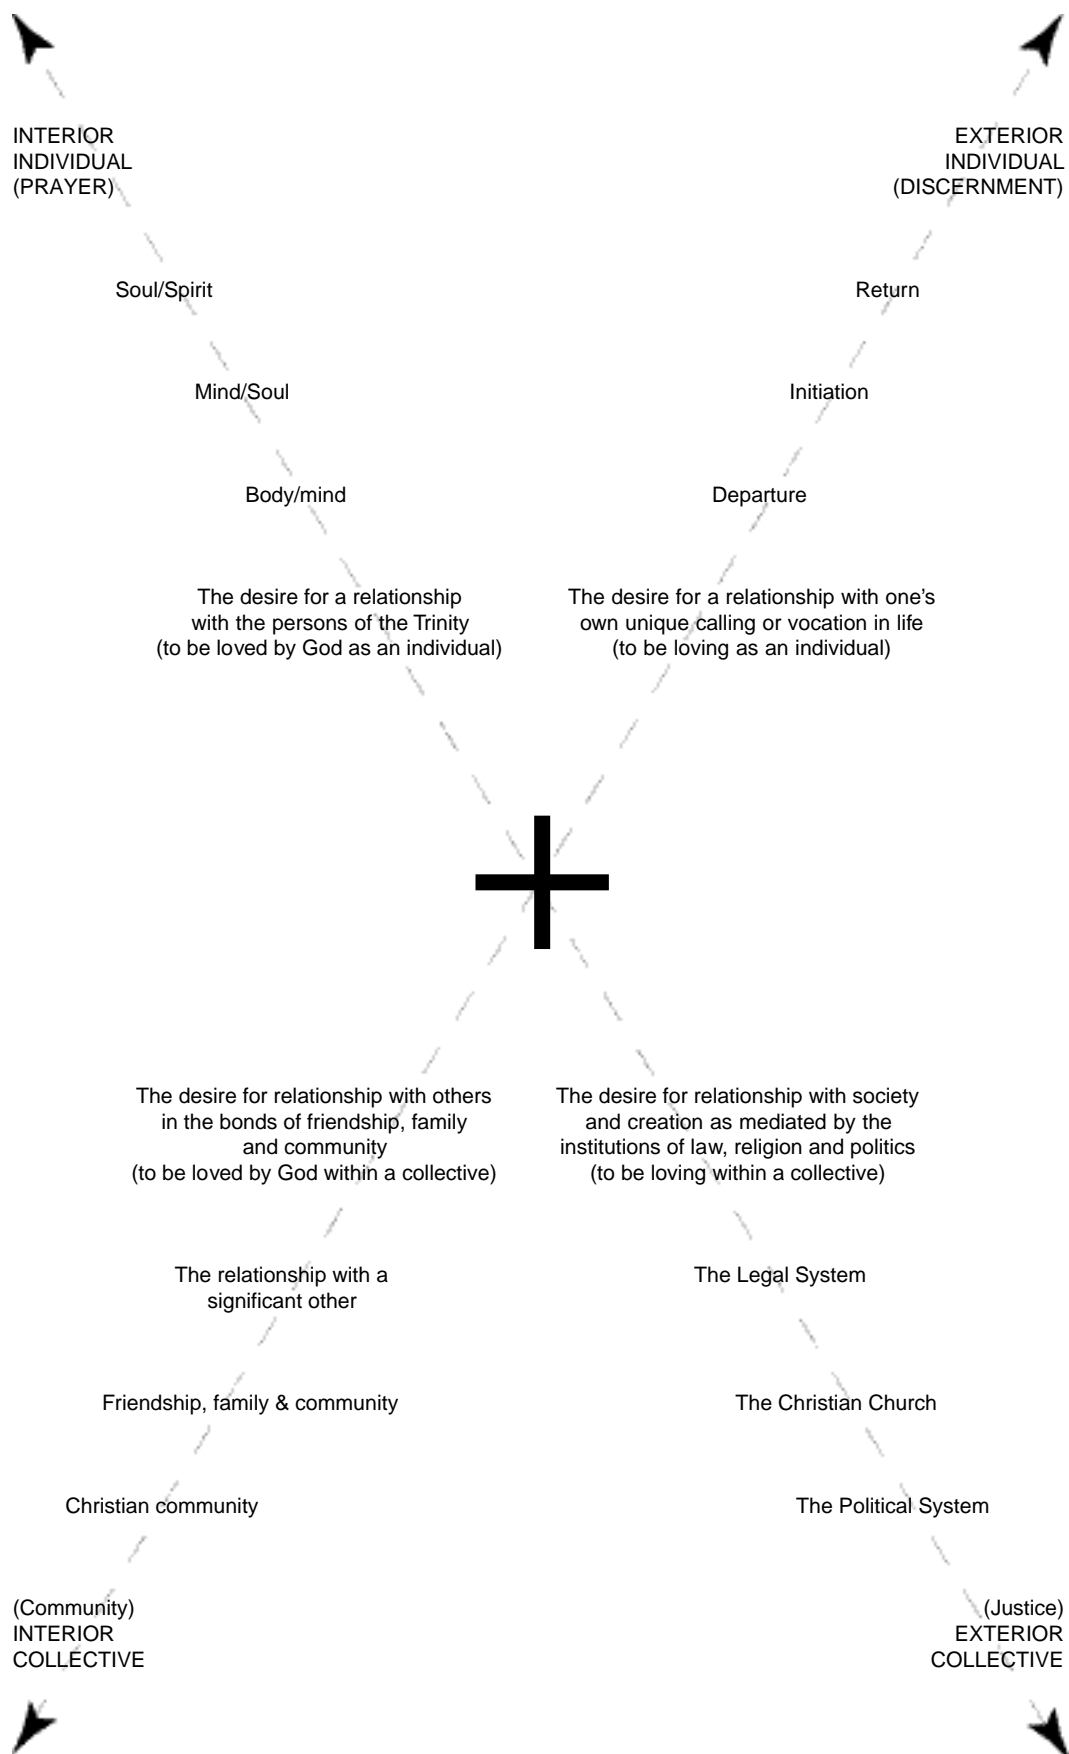 INTERIOR
INDIVIDUAL
(PRAYER)
EXTERIOR
INDIVIDUAL
(DISCERNMENT)
Soul/Spirit
Return
Mind/Soul
Initiation
Body/mind
Departure
The desire for a relationship
with the persons of the Trinity
(to be loved by God as an individual)
The desire for a relationship with one’s
own unique calling or vocation in life
(to be loving as an individual)
The desire for relationship with others
in the bonds of friendship, family
and community
(to be loved by God within a collective)
The desire for relationship with society
and creation as mediated by the
institutions of law, religion and politics
(to be loving within a collective)
The relationship with a
significant other
The Legal System
Friendship, family & community
The Christian Church
Christian community
The Political System
(Community)
INTERIOR
COLLECTIVE
(Justice)
EXTERIOR
COLLECTIVE